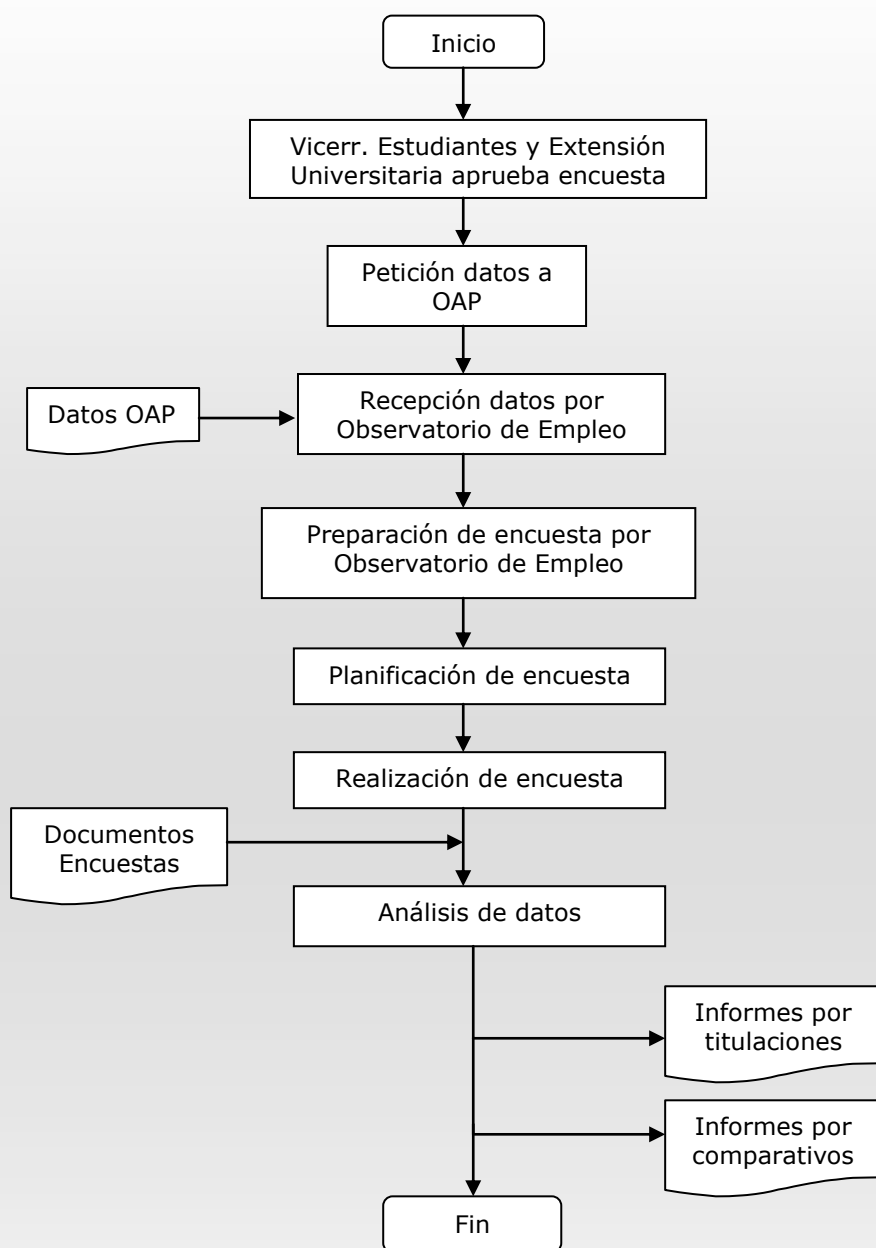 Inicio
Vicerr. Estudiantes y Extensión
Universitaria aprueba encuesta
Petición datos a
OAP
Datos OAP
Recepción datos por
Observatorio de Empleo
Preparación de encuesta por
Observatorio de Empleo
Planificación de encuesta
Realización de encuesta
Documentos
Encuestas
Análisis de datos
Informes por
titulaciones
Informes por
comparativos
Fin